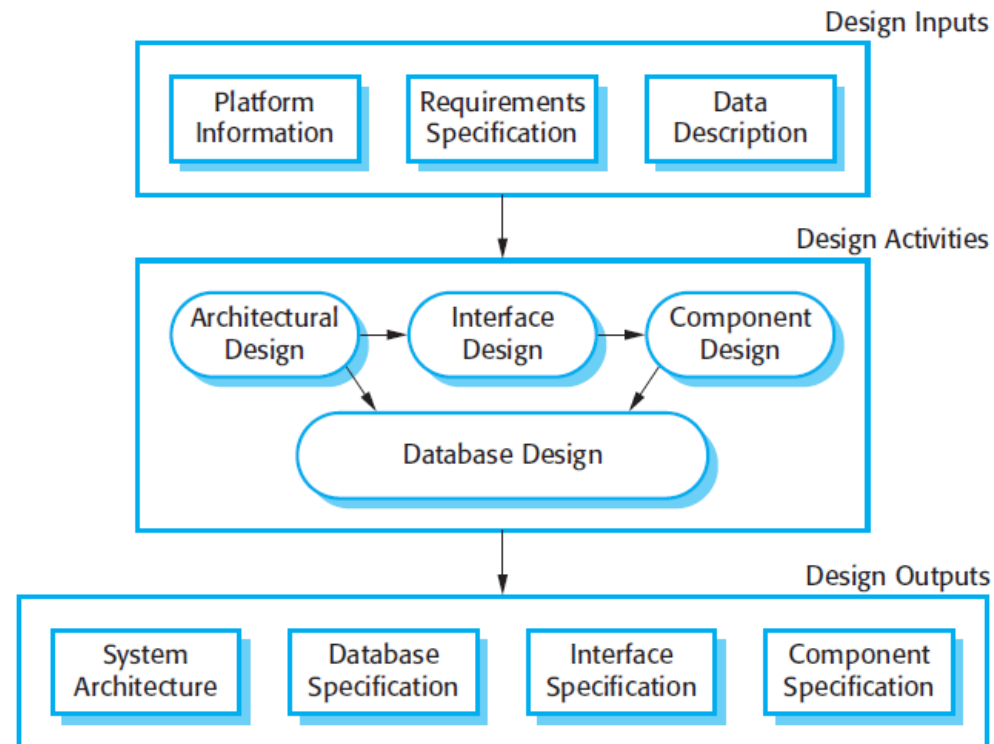 Design Inputs
Platform
Information
Requirements
Specification
Data
Description
Design Activities
Architectural
Design
Interface
Design
Component
Design
Database Design
Design Outputs
System
Architecture
Database
Specification
Interface
Specification
Component
Specification